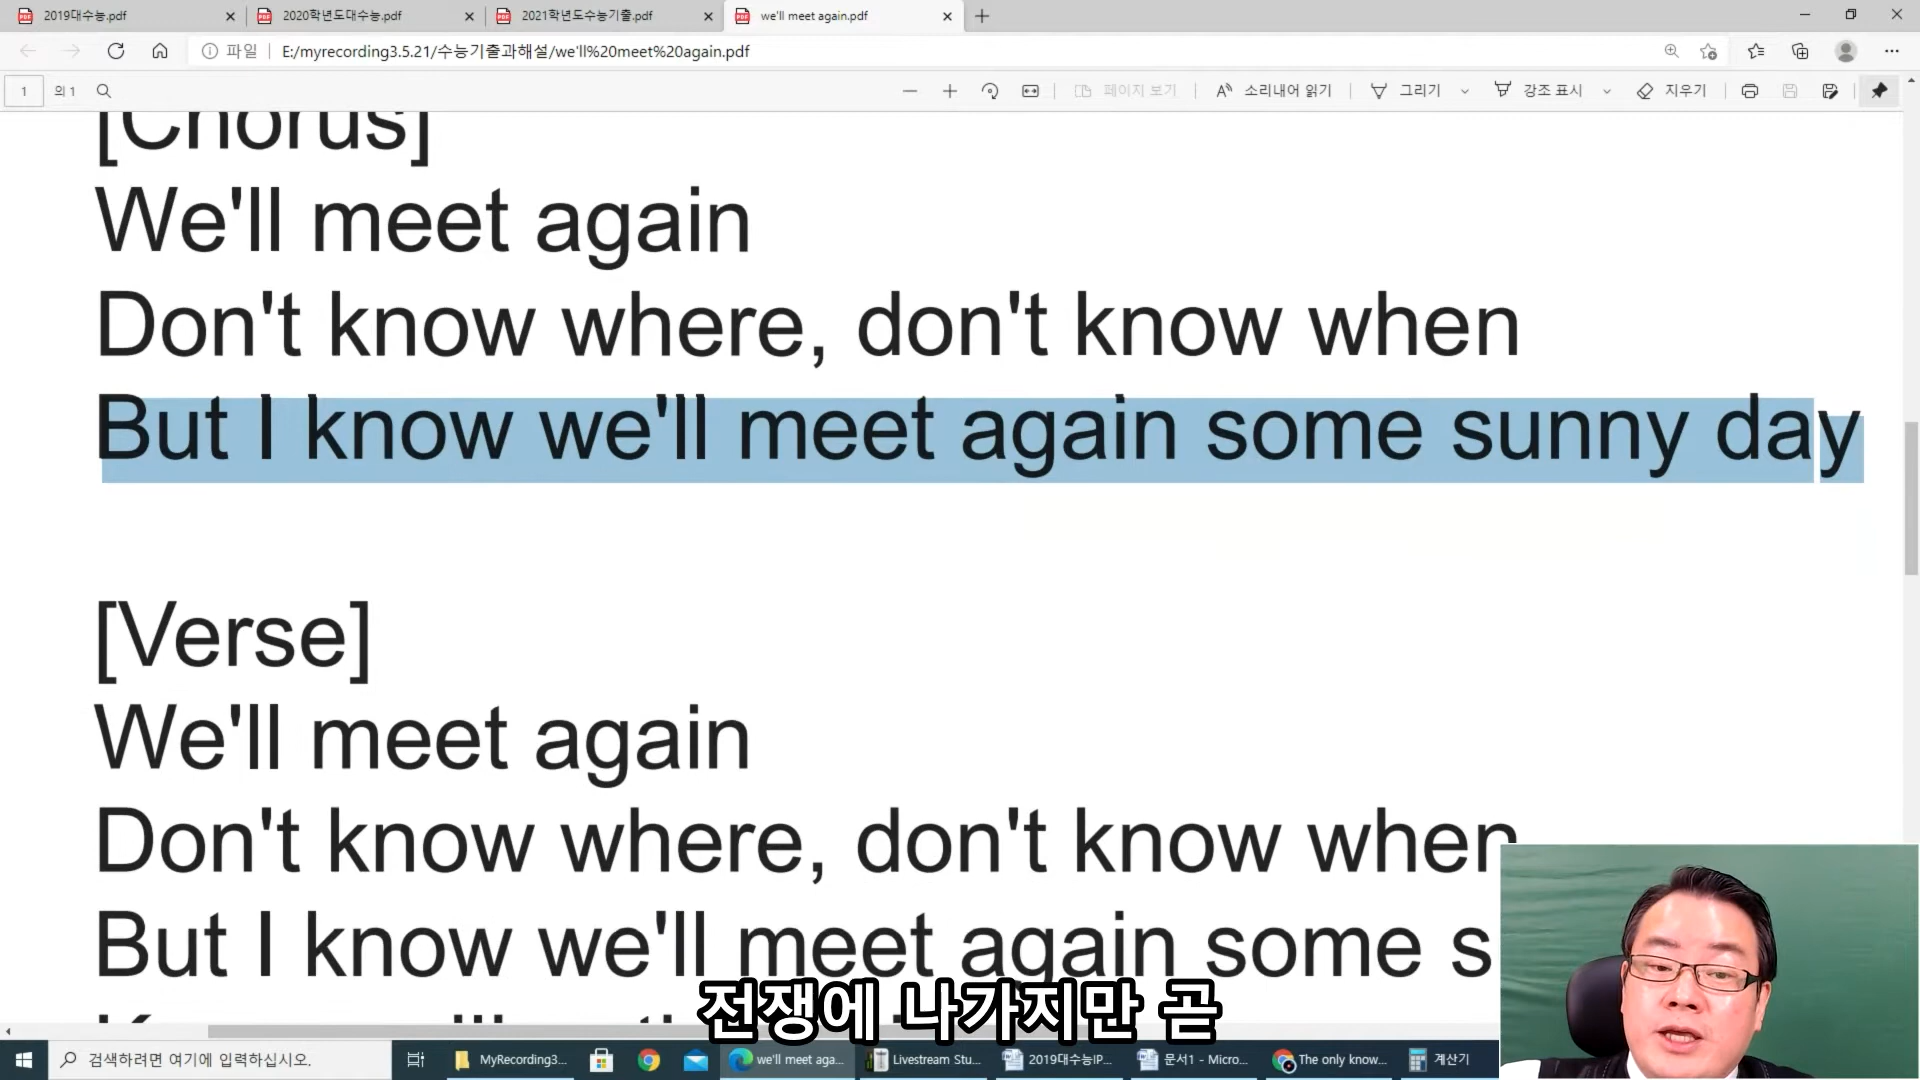 2019대수능.pdf
2020학년도대수능.pdf
2021학년도수능기출.pdf
we'll meet again.pdf
파일
E:/myrecording3.5.21/수능기출과해설/we'll%20meet%20again.pdf
1 의 1
페이지 보기
소리내어 읽기
그리기
강조 표시
지우기
[Chorus]
We'll meet again
Don't know where, don't know when
But I know we'll meet again some sunny day
[Verse]
We'll meet again
Don't know where, don't know when
But I know we'll meet again some s
전쟁에 나가지만 곧
검색하려면 여기에 입력하십시오.
MyRecording3...
we'll meet aga...
Livestream Stu...
2019대수능IP...
문서1 - Micro...
The only know...
계산기